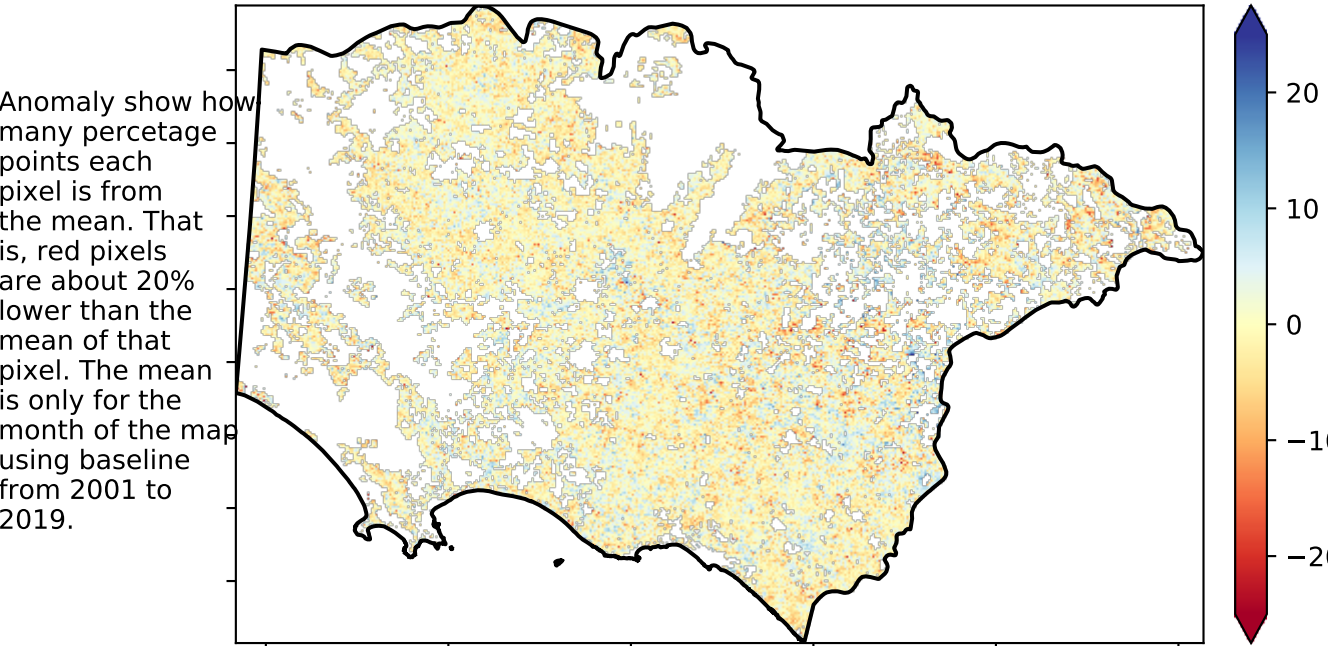 Anomaly show how
many percetage
points each
pixel is from
the mean. That
is, red pixels
are about 20%
lower than the
mean of that
pixel. The mean
is only for the
month of the map
using baseline
from 2001 to
2019.
20
10
0
−10
−20